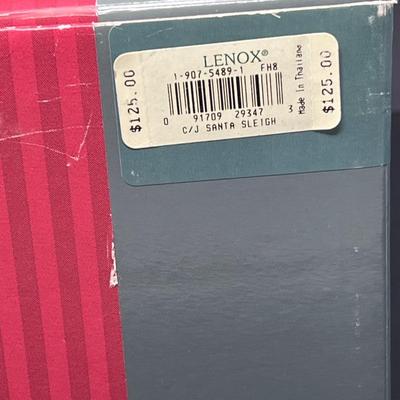 LENOX®
1-907-5489-1 FH8
0 91709 29347 3
C/J SANTA SLEIGH
$125.00
Made In Thailand
$125.00